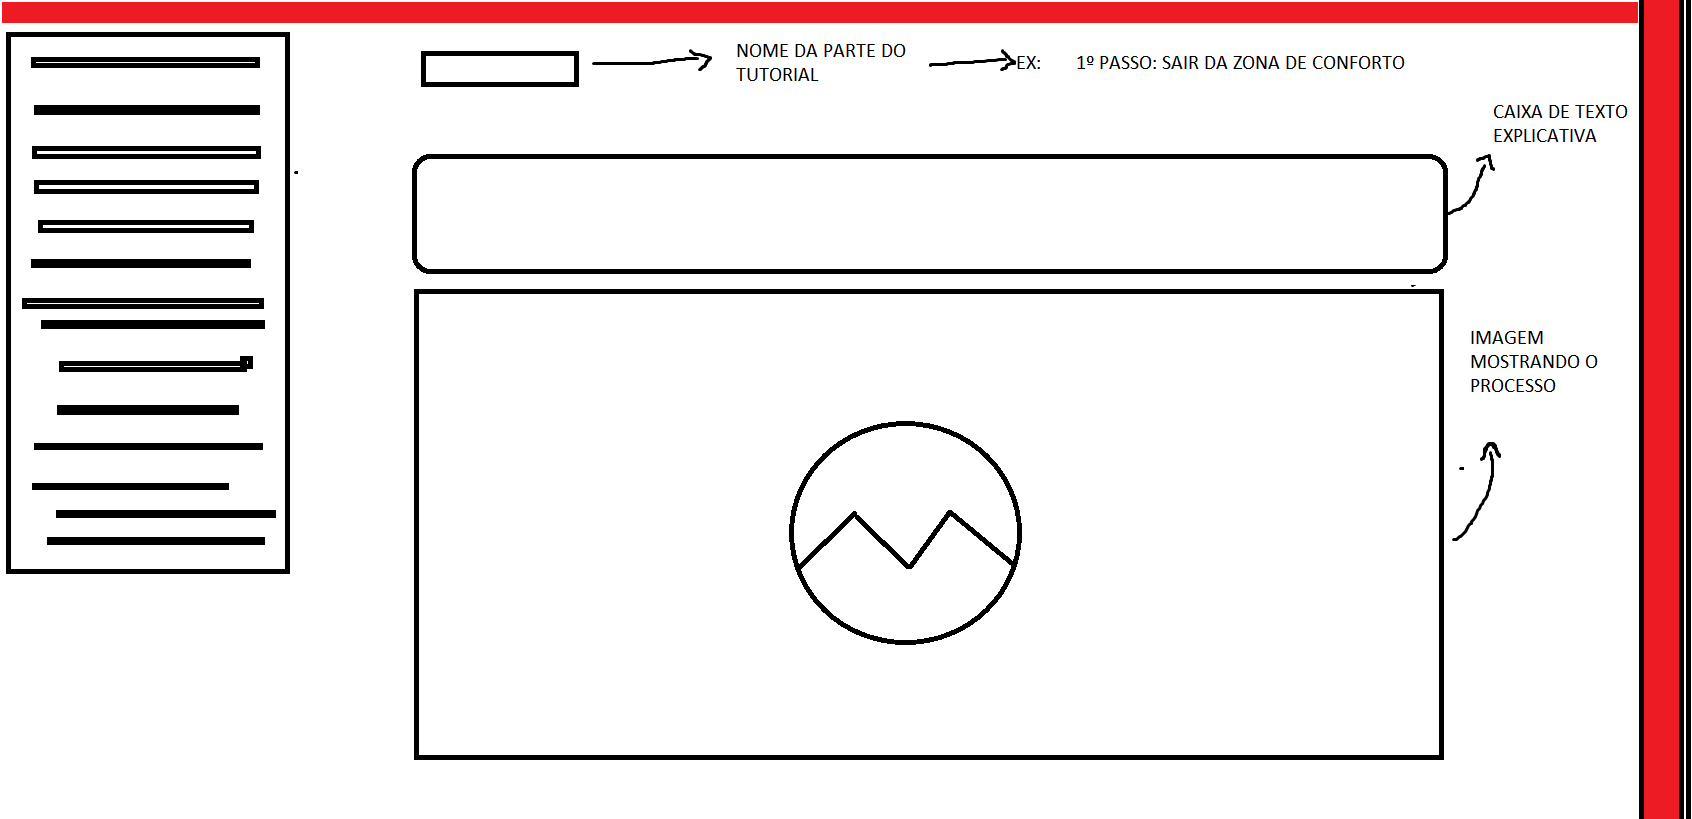 NOME DA PARTE DO
TUTORIAL
EX: 1º PASSO: SAIR DA ZONA DE CONFORTO
CAIXA DE TEXTO
EXPLICATIVA
IMAGEM
MOSTRANDO O
PROCESSO